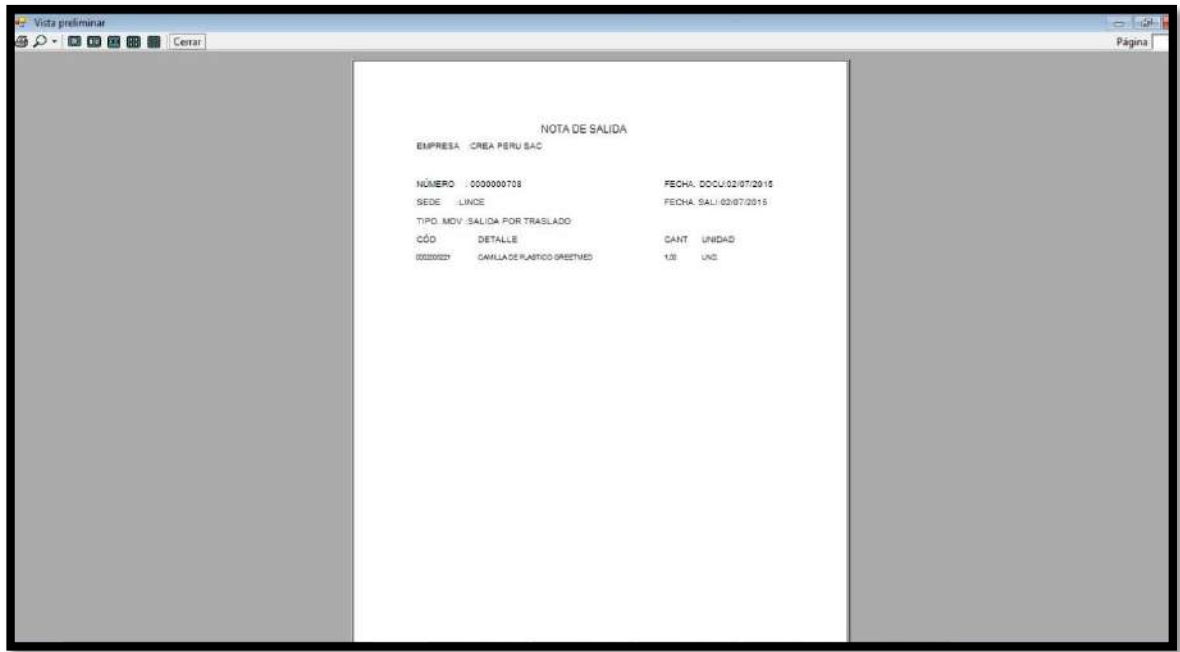 Vista preliminar
Cerrar Página
NOTA DE SALIDA
EMPRESA :CREA PERU SAC
NÚMERO : 0000000708 FECHA. DOCU:02/07/2015
SEDE :LINCE FECHA. SALI:02/07/2015
TIPO. MOV :SALIDA POR TRASLADO
CÓD DETALLE CANT UNIDAD
CAMILLA DE PLASTICO GREETMED 1,00